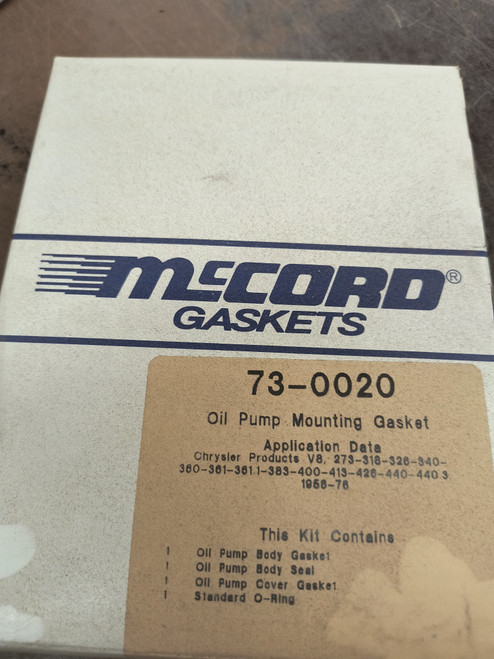 McCORD®
GASKETS
73-0020
Oil Pump Mounting Gasket
Application Data
Chrysler Products V8, 273-318-326-340-
360-361-361.1-383-400-413-426-440-440.3
1956-76
This Kit Contains
1 Oil Pump Body Gasket
1 Oil Pump Body Seal
1 Oil Pump Cover Gasket
1 Standard O-Ring